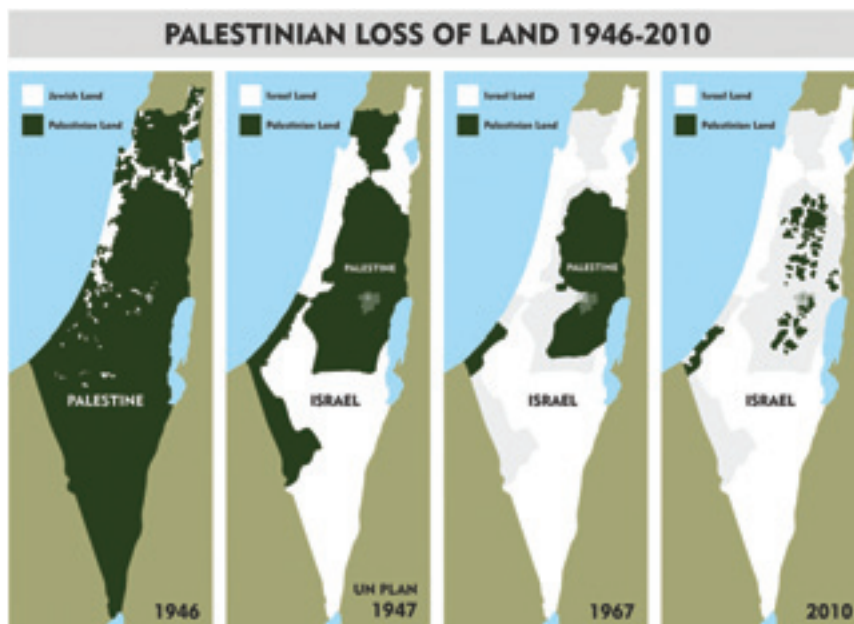 PALESTINIAN LOSS OF LAND 1946-2010
Jewish Land
Palestinian Land
PALESTINE
1946
Israel Land
Palestinian Land
PALESTINE
ISRAEL
UN PLAN
1947
Israel Land
Palestinian Land
PALESTINE
ISRAEL
1967
Israel Land
Palestinian Land
ISRAEL
2010